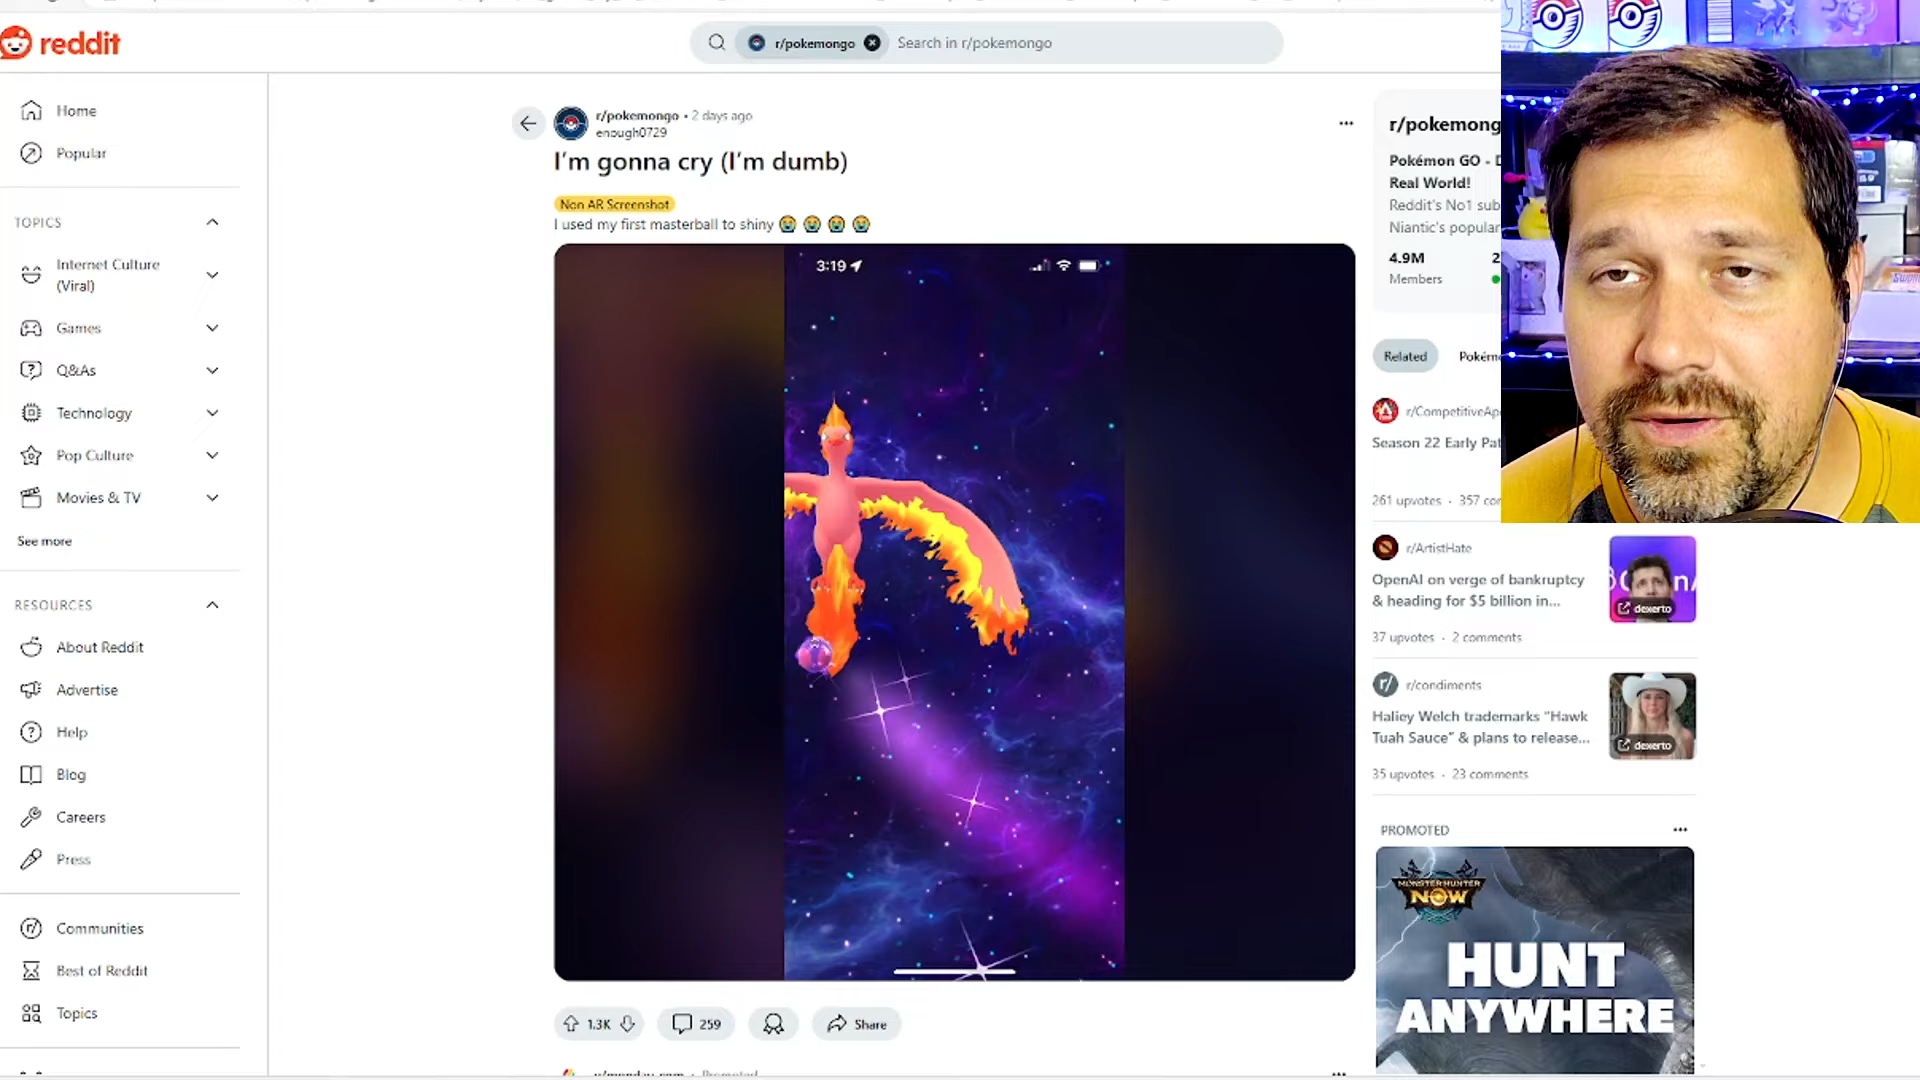 reddit
r/pokemongo
Search in r/pokemongo
Home
Popular
TOPICS
Internet Culture
(Viral)
Games
Q&As
Technology
Pop Culture
Movies & TV
See more
RESOURCES
About Reddit
Advertise
Help
Blog
Careers
Press
Communities
Best of Reddit
Topics
r/pokemongo • 2 days ago
enough0729
I'm gonna cry (I'm dumb)
Non AR Screenshot
I used my first masterball to shiny 😭 😭 😭 😭
3:19
1.3K
259
Share
r/monday_com • Promoted
r/pokemong
Pokémon GO - D
Real World!
Reddit's No1 sub
Niantic's popular
4.9M
2
Members
Related
Pokém
r/CompetitiveAp
Season 22 Early Pat
261 upvotes · 357 co
r/ArtistHate
OpenAI on verge of bankruptcy
& heading for $5 billion in...
dexerto
37 upvotes · 2 comments
r/condiments
Haliey Welch trademarks "Hawk
Tuah Sauce" & plans to release...
dexerto
35 upvotes · 23 comments
PROMOTED
MONSTER HUNTER
NOW
HUNT
ANYWHERE